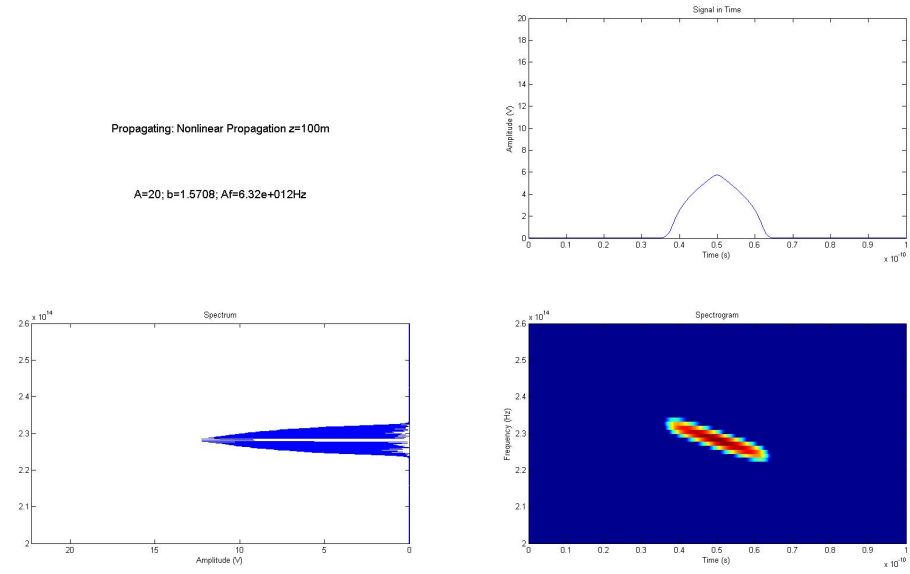 Signal in Time
20
18
16
14
12
10
8
6
4
2
0
Amplitude (V)
0 0.1 0.2 0.3 0.4 0.5 0.6 0.7 0.8 0.9 1
Time (s)
x 10^-10
Propagating: Nonlinear Propagation z=100m
A=20; b=1.5708; Af=6.32e+012Hz
x 10^14
Spectrum
2.6
2.5
2.4
2.3
2.2
2.1
2
20 15 10 5 0
Amplitude (V)
x 10^14
Spectrogram
2.6
2.5
2.4
2.3
2.2
2.1
2
Frequency (Hz)
0 0.1 0.2 0.3 0.4 0.5 0.6 0.7 0.8 0.9 1
Time (s)
x 10^-10